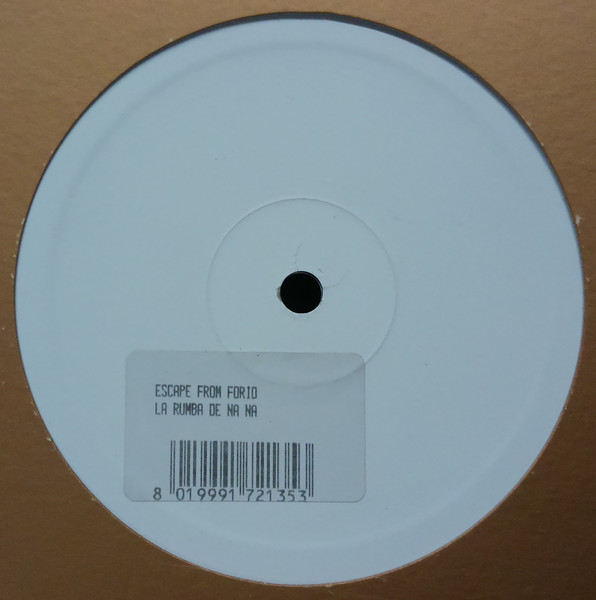 ESCAPE FROM FORIO
LA RUMBA DE NA NA
8 019991 721353